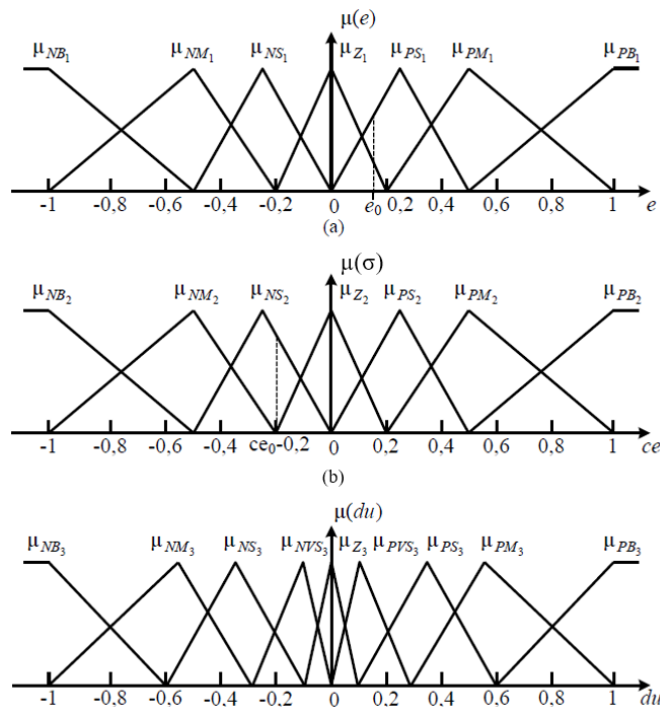 μ(e)
μNB₁ μNM₁ μNS₁ μZ₁ μPS₁ μPM₁ μPB₁
-1 -0,8 -0,6 -0,4 -0,2 0 e₀ 0,2 0,4 0,6 0,8 1 e
(a)
μ(σ)
μNB₂ μNM₂ μNS₂ μZ₂ μPS₂ μPM₂ μPB₂
-1 -0,8 -0,6 -0,4 ce₀-0,2 0 0,2 0,4 0,6 0,8 1 ce
(b)
μ(du)
μNB₃ μNM₃ μNS₃ μNVS₃ μZ₃ μPVS₃ μPS₃ μPM₃ μPB₃
-1 -0,8 -0,6 -0,4 -0,2 0 0,2 0,4 0,6 0,8 1 du